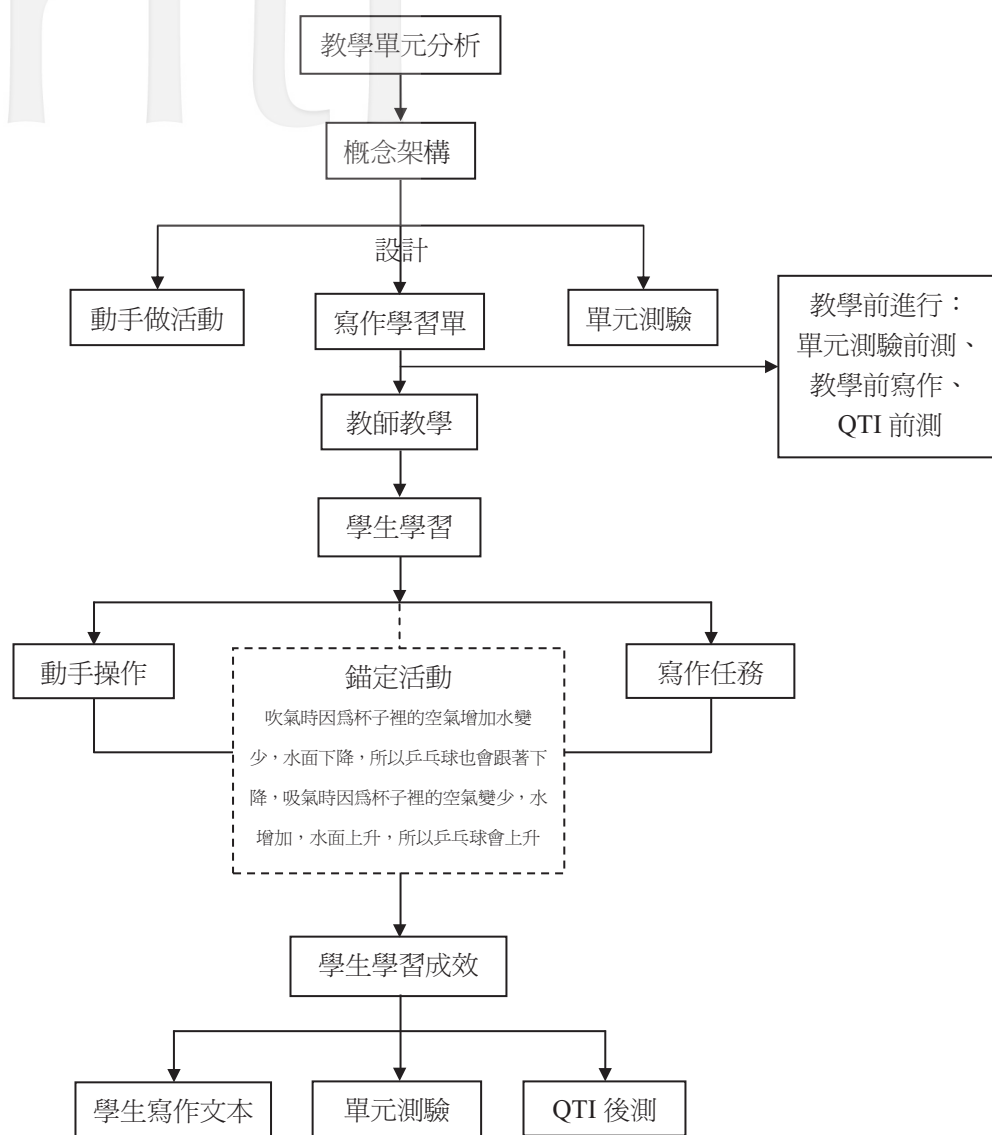 教學單元分析
概念架構
設計
動手做活動
寫作學習單
單元測驗
教學前進行：
單元測驗前測、
教學前寫作、
QTI 前測
教師教學
學生學習
動手操作
錨定活動
吹氣時因為杯子裡的空氣增加水變
少，水面下降，所以乒乓球也會跟著下
降，吸氣時因為杯子裡的空氣變少，水
增加，水面上升，所以乒乓球會上升
寫作任務
學生學習成效
學生寫作文本
單元測驗
QTI 後測